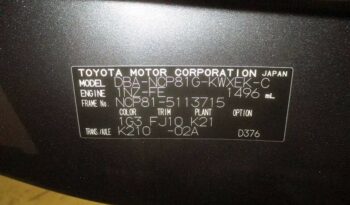 TOYOTA MOTOR CORPORATION JAPAN
MODEL DBA-NCP81G-KWXEK-C
ENGINE 1NZ-FE 1496 mL
FRAME No. NCP81-5113715
COLOR TRIM PLANT OPTION
1G3 FJ10 K21
TRANS./AXLE K210 -02A D376